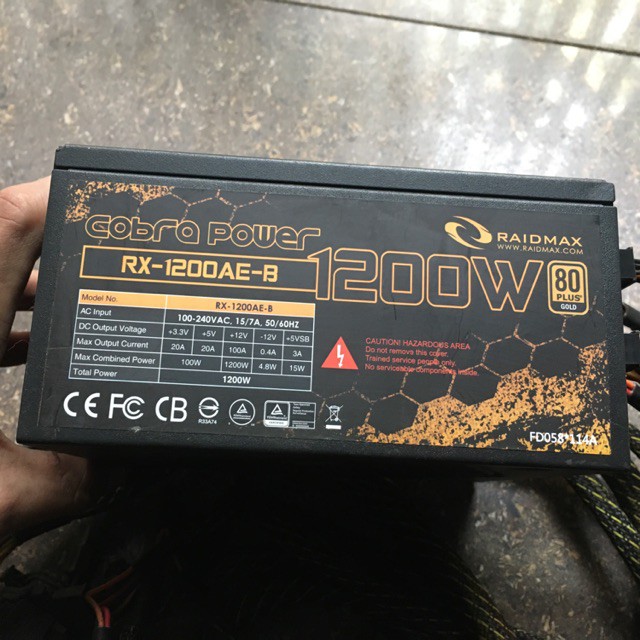 Cobra Power
RAIDMAX
WWW.RAIDMAX.COM
RX-1200AE-B
1200W
80
PLUS
GOLD
Model No. RX-1200AE-B
AC Input 100-240VAC, 15/7A, 50/60HZ
DC Output Voltage +3.3V +5V +12V -12V +5VSB
Max Output Current 20A 20A 100A 0.4A 3A
Max Combined Power 100W 1200W 4.8W 15W
Total Power 1200W
CAUTION! HAZARDOUS AREA!
Do not remove this cover.
Trained service people only.
No serviceable components inside.
CE FC CB
R33A74
FD058*114A